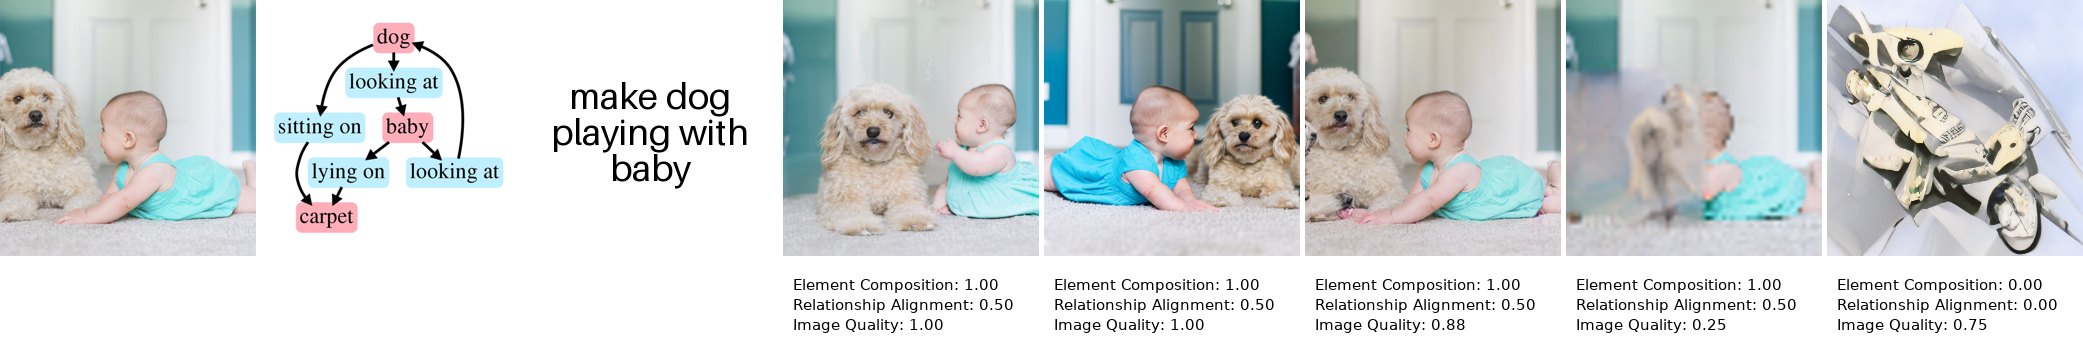 dog
looking at
sitting on
baby
lying on
looking at
carpet
make dog
playing with
baby
Element Composition: 1.00
Relationship Alignment: 0.50
Image Quality: 1.00
Element Composition: 1.00
Relationship Alignment: 0.50
Image Quality: 1.00
Element Composition: 1.00
Relationship Alignment: 0.50
Image Quality: 0.88
Element Composition: 1.00
Relationship Alignment: 0.50
Image Quality: 0.25
Element Composition: 0.00
Relationship Alignment: 0.00
Image Quality: 0.75